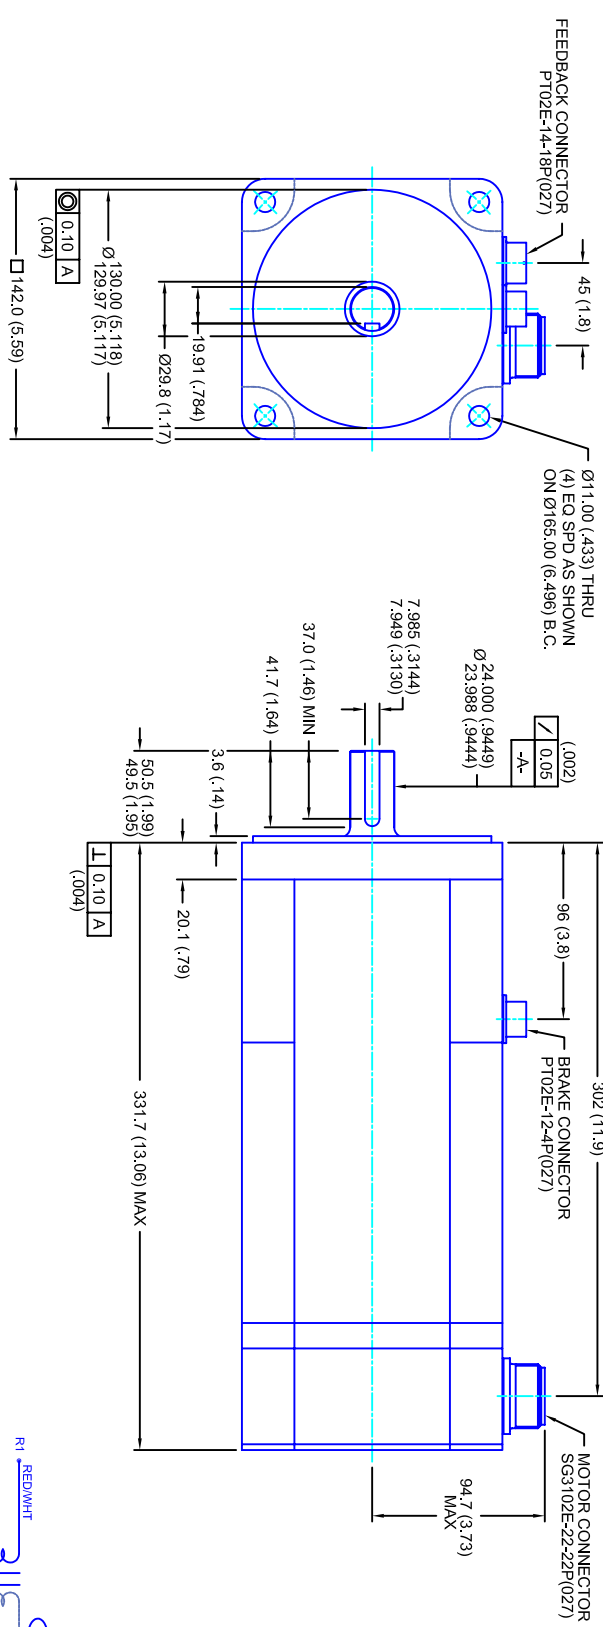 FEEDBACK CONNECTOR
PT02E-14-18P(027)
45 (1.8)
Ø11.00 (.433) THRU
(4) EQ SPD AS SHOWN
ON Ø165.00 (6.496) B.C.
19.91 (.784)
Ø29.8 (1.17)
Ø 130.00 (5.118)
129.97 (5.117)
◎ 0.10 A
(.004)
□ 142.0 (5.59)
(.002)
0.05
-A-
Ø 24.000 (.9449)
23.988 (.9444)
7.985 (.3144)
7.949 (.3130)
37.0 (1.46) MIN
41.7 (1.64)
3.6 (.14)
50.5 (1.99)
49.5 (1.95)
⊥ 0.10 A
(.004)
20.1 (.79)
331.7 (13.06) MAX
96 (3.8)
302 (11.9)
BRAKE CONNECTOR
PT02E-12-4P(027)
MOTOR CONNECTOR
SG3102E-22-22P(027)
94.7 (3.73)
MAX
R1
RED/WHT